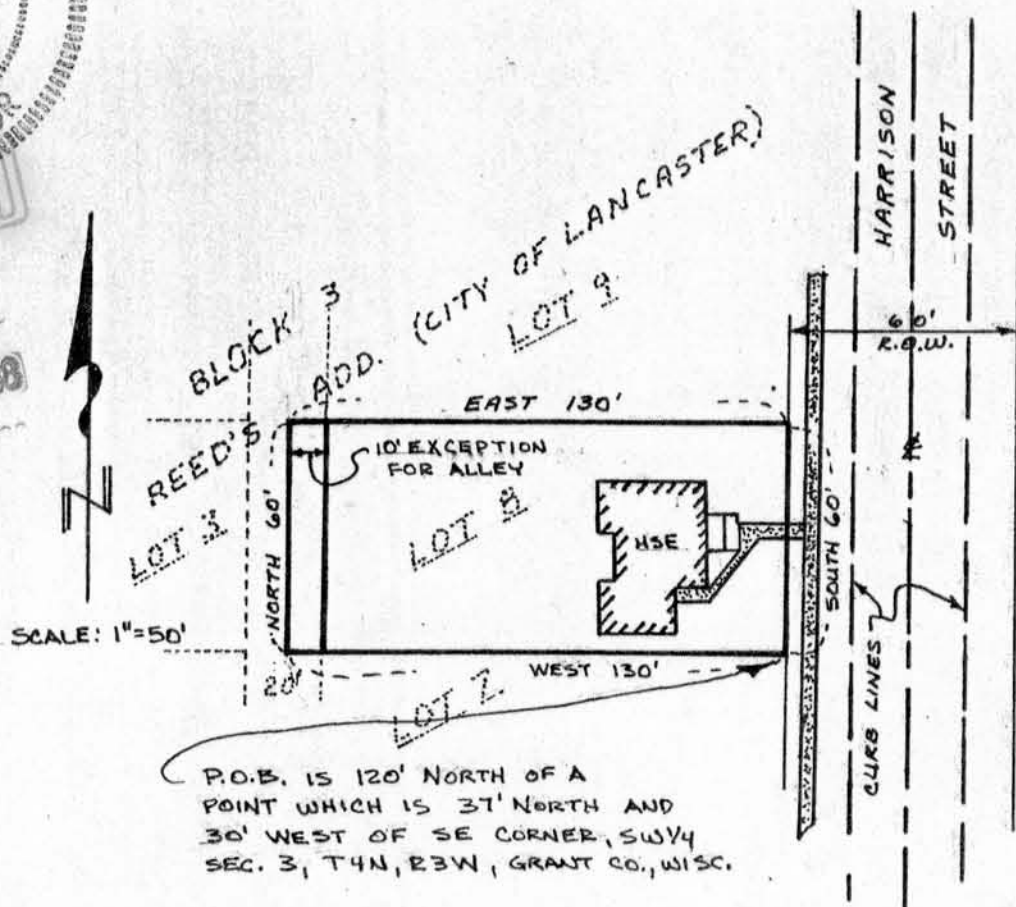 HARRISON
STREET
BLOCK 3
REED'S ADD. (CITY OF LANCASTER)
LOT 9
60'
R.O.W.
EAST 130'
10' EXCEPTION
FOR ALLEY
LOT 3
NORTH 60'
LOT 8
HSE
SOUTH 60'
SCALE: 1"=50'
20'
WEST 130'
LOT 7
CURB LINES
P.O.B. IS 120' NORTH OF A
POINT WHICH IS 37' NORTH AND
30' WEST OF SE CORNER, SW1/4
SEC. 3, T4N, R3W, GRANT CO., WISC.